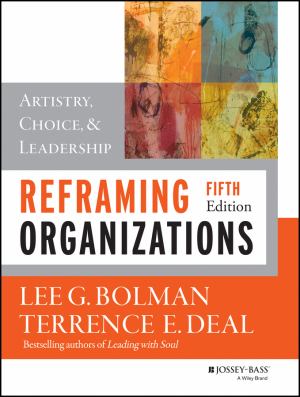 ARTISTRY,
CHOICE, &
LEADERSHIP
REFRAMING FIFTH
Edition
ORGANIZATIONS
LEE G. BOLMAN
TERRENCE E. DEAL
Bestselling authors of Leading with Soul
JOSSEY-BASS™
A Wiley Brand